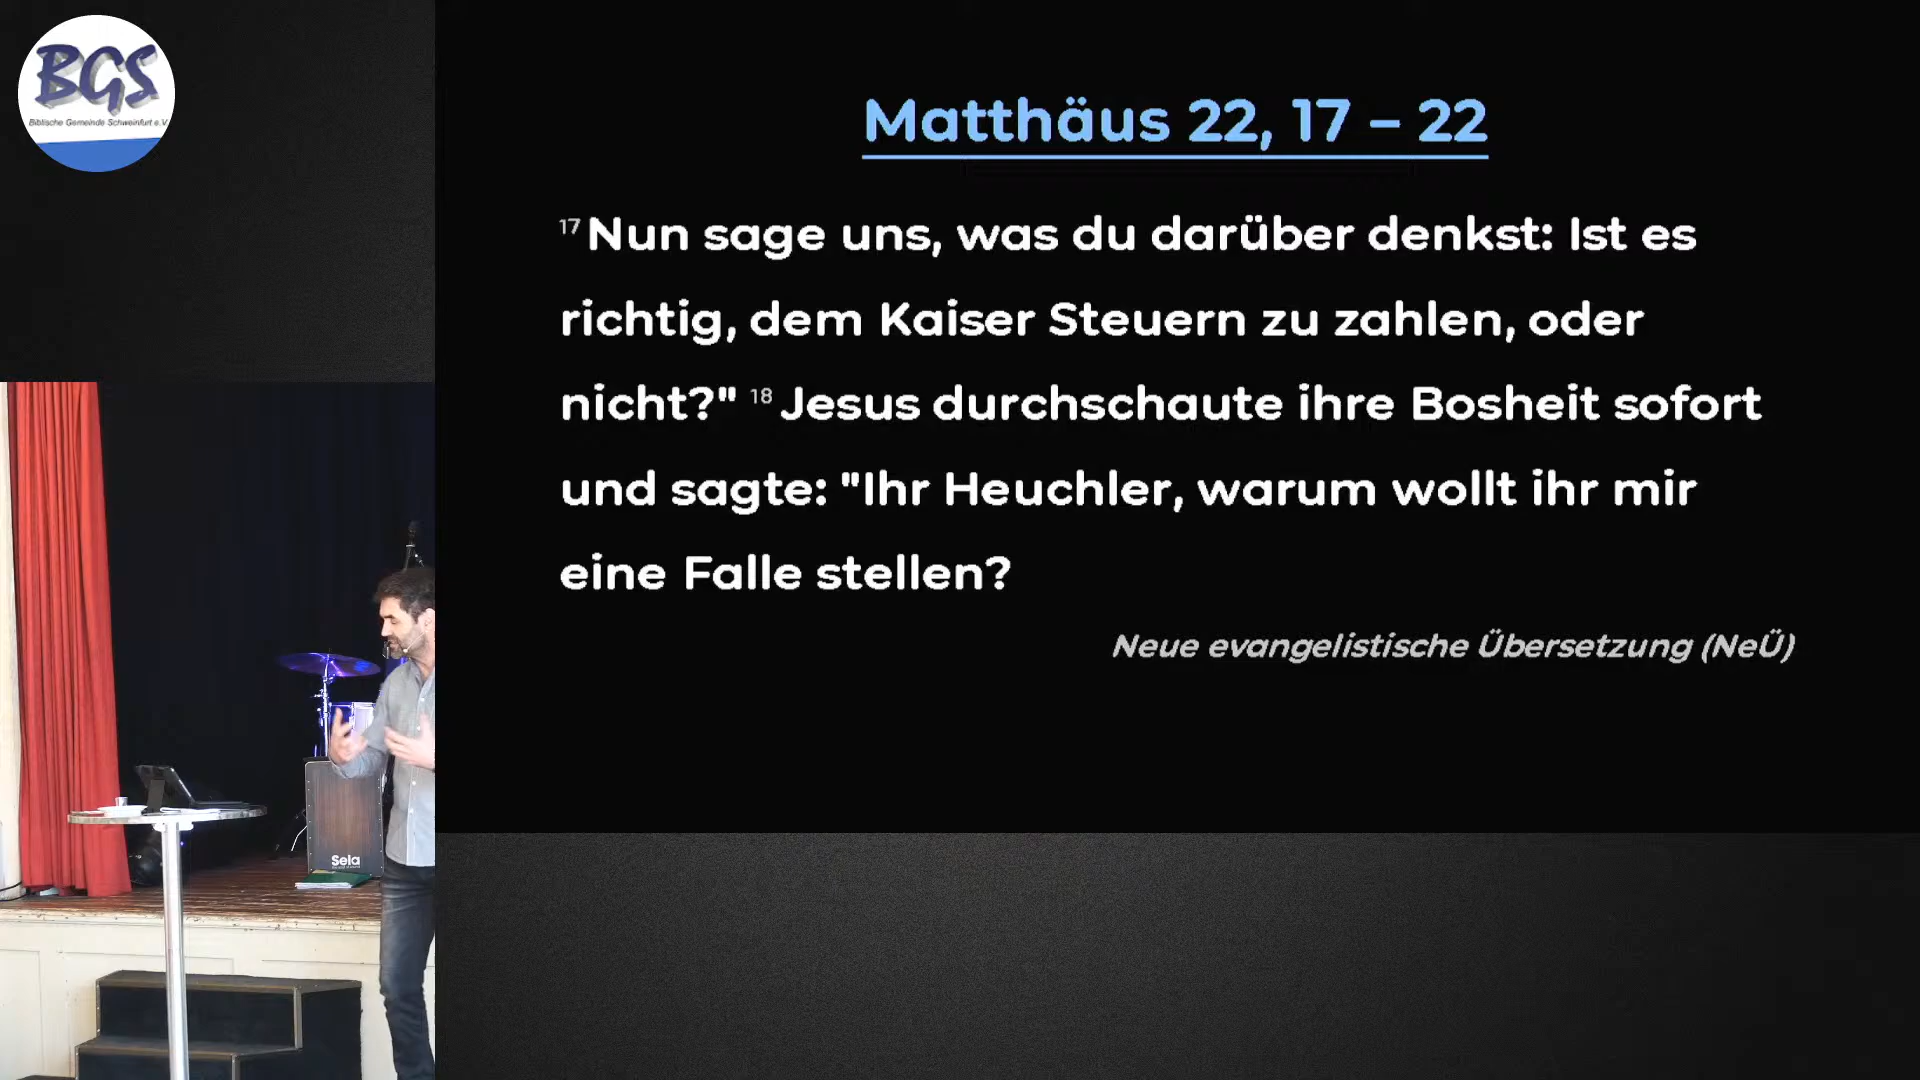 BGS
Biblische Gemeinde Schweinfurt e.V.
Matthäus 22, 17 – 22
17 Nun sage uns, was du darüber denkst: Ist es
richtig, dem Kaiser Steuern zu zahlen, oder
nicht?" 18 Jesus durchschaute ihre Bosheit sofort
und sagte: "Ihr Heuchler, warum wollt ihr mir
eine Falle stellen?
Neue evangelistische Übersetzung (NeÜ)
Sela